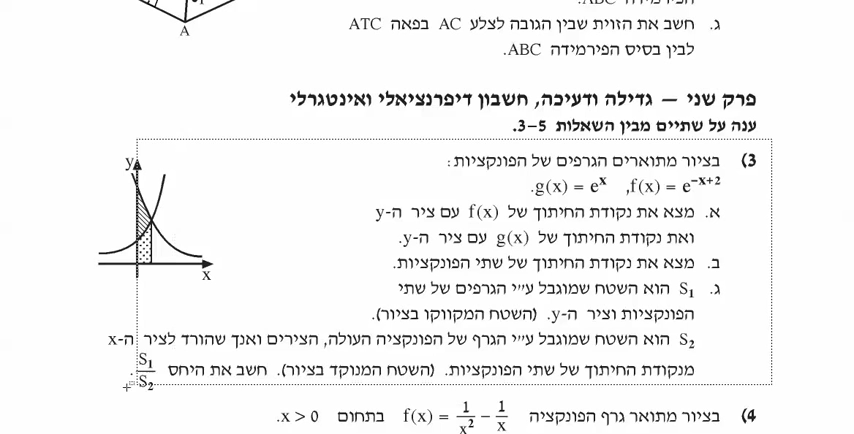 הפירמידה ABC.
A
ג. חשב את הזוית שבין הגובה לצלע AC בפאה ATC
לבין בסיס הפירמידה ABC.
פרק שני — גדילה ודעיכה, חשבון דיפרנציאלי ואינטגרלי
ענה על שתיים מבין השאלות 3–5.
3) בציור מתוארים הגרפים של הפונקציות:
f(x) = e^{-x+2}, g(x) = e^x.
א. מצא את נקודת החיתוך של f(x) עם ציר ה-y
ואת נקודת החיתוך של g(x) עם ציר ה-y.
ב. מצא את נקודת החיתוך של שתי הפונקציות.
ג. S₁ הוא השטח שמוגבל ע״י הגרפים של שתי
הפונקציות וציר ה-y. (השטח המקווקו בציור).
S₂ הוא השטח שמוגבל ע״י הגרף של הפונקציה העולה, הצירים ואנך שהורד לציר ה-x
מנקודת החיתוך של שתי הפונקציות. (השטח המנוקד בציור). חשב את היחס S₁/S₂.
y
x
4) בציור מתואר גרף הפונקציה f(x) = 1/x² − 1/x בתחום x > 0.